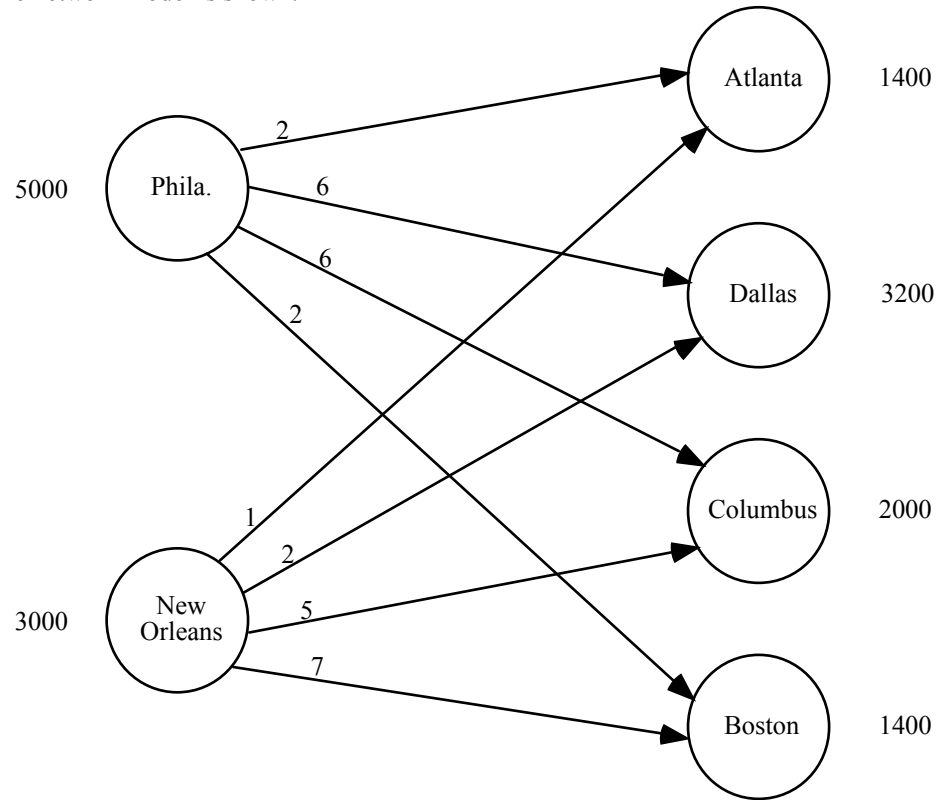 Atlanta
1400
2
5000
Phila.
6
6
Dallas
3200
2
Columbus
2000
1
2
3000
New
Orleans
5
7
Boston
1400